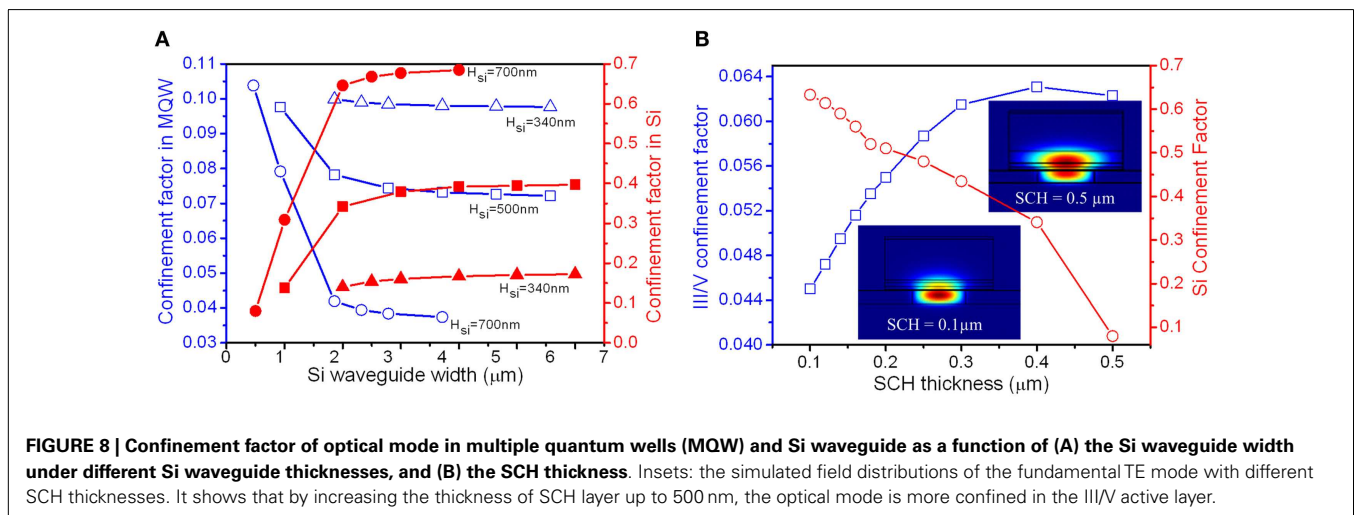 A
Confinement factor in MQW
0.11
0.10
0.09
0.08
0.07
0.06
0.05
0.04
0.03
0 1 2 3 4 5 6 7
Si waveguide width (μm)
0.7
0.6
0.5
0.4
0.3
0.2
0.1
0.0
Confinement factor in Si
Hsi=700nm
Hsi=340nm
Hsi=500nm
Hsi=340nm
Hsi=700nm
B
III/V confinement factor
0.064
0.060
0.056
0.052
0.048
0.044
0.040
0.1 0.2 0.3 0.4 0.5
SCH thickness (μm)
0.7
0.6
0.5
0.4
0.3
0.2
0.1
Si Confinement Factor
SCH = 0.5 μm
SCH = 0.1μm
FIGURE 8 | Confinement factor of optical mode in multiple quantum wells (MQW) and Si waveguide as a function of (A) the Si waveguide width
under different Si waveguide thicknesses, and (B) the SCH thickness. Insets: the simulated field distributions of the fundamental TE mode with different
SCH thicknesses. It shows that by increasing the thickness of SCH layer up to 500 nm, the optical mode is more confined in the III/V active layer.